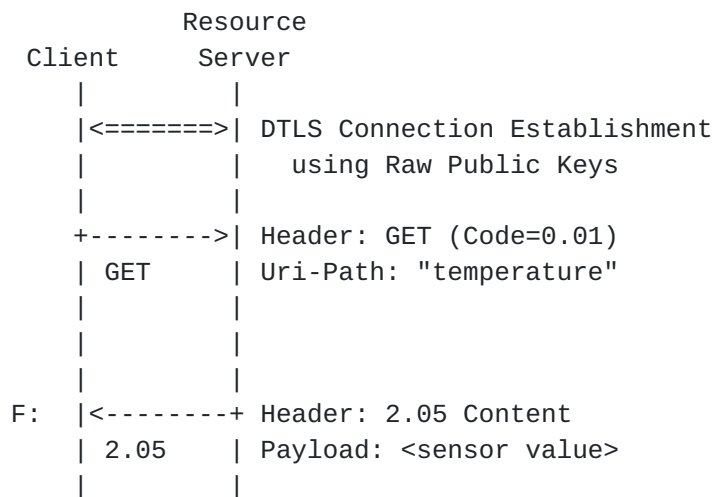 Resource
 Client     Server
    |         |
    |<=======>| DTLS Connection Establishment
    |         |   using Raw Public Keys
    |         |
    +-------->| Header: GET (Code=0.01)
    | GET     | Uri-Path: "temperature"
    |         |
    |         |
    |         |
F:  |<--------+ Header: 2.05 Content
    | 2.05    | Payload: <sensor value>
    |         |